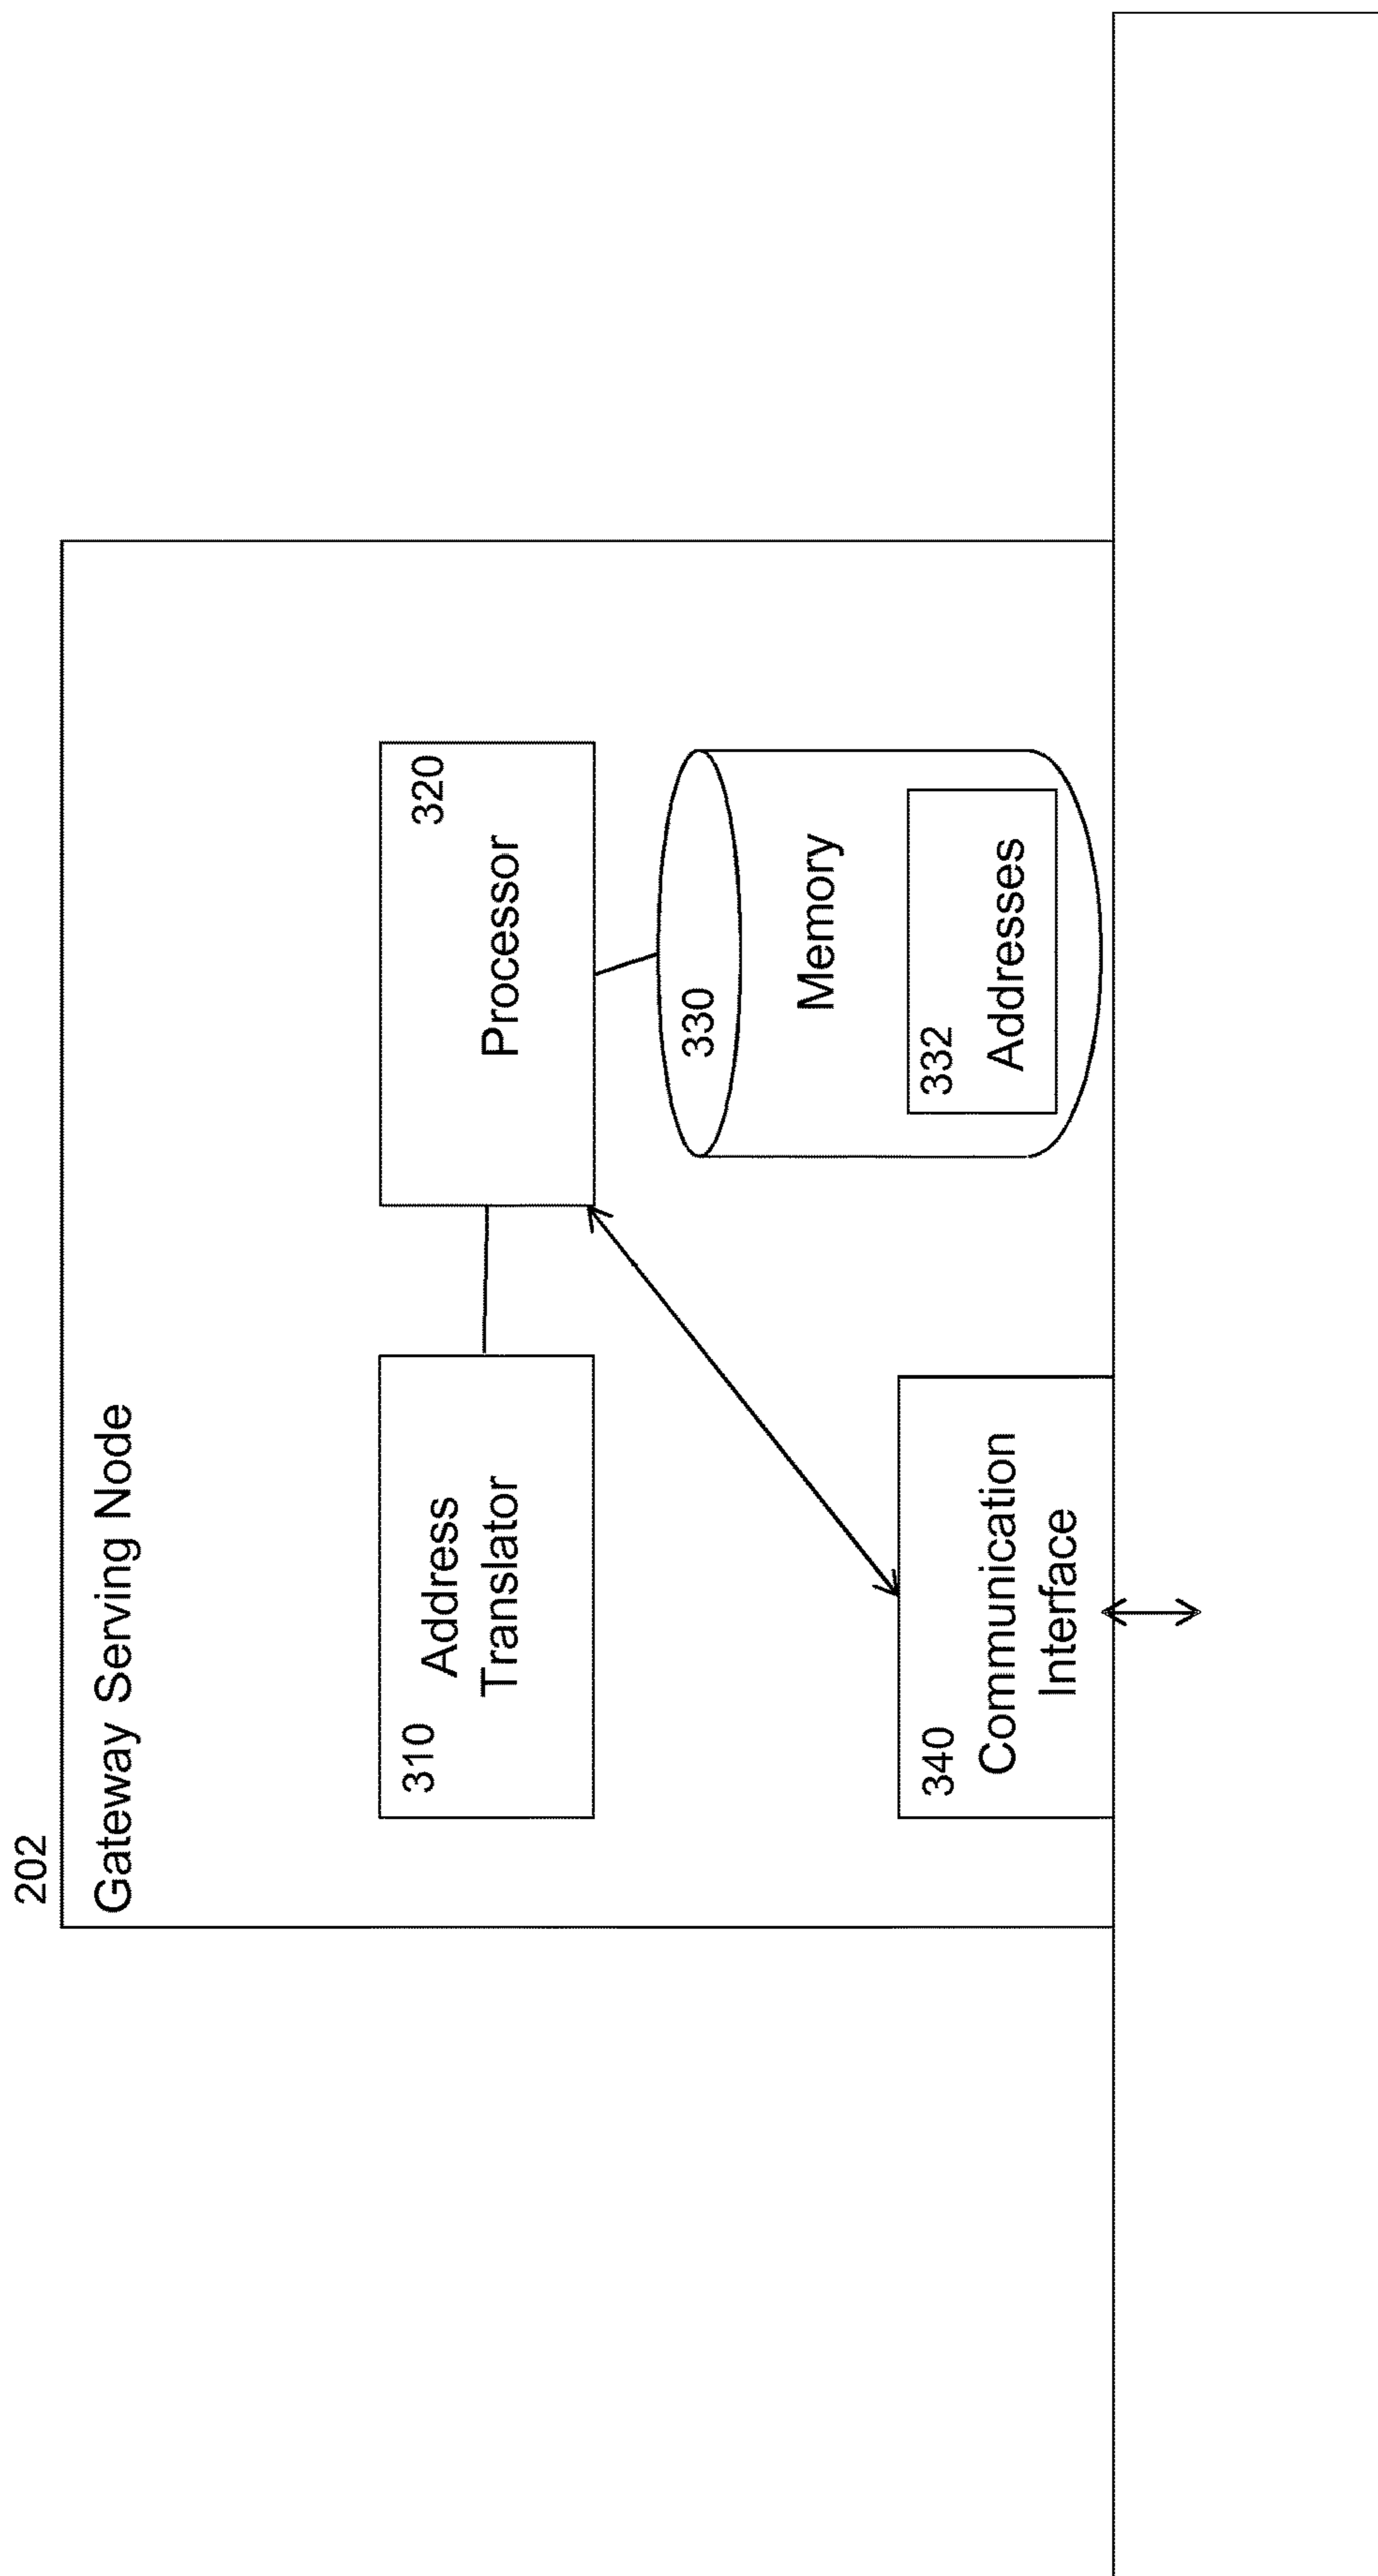 202
Gateway Serving Node
310
Address
Translator
320
Processor
330
Memory
332
Addresses
340
Communication
Interface